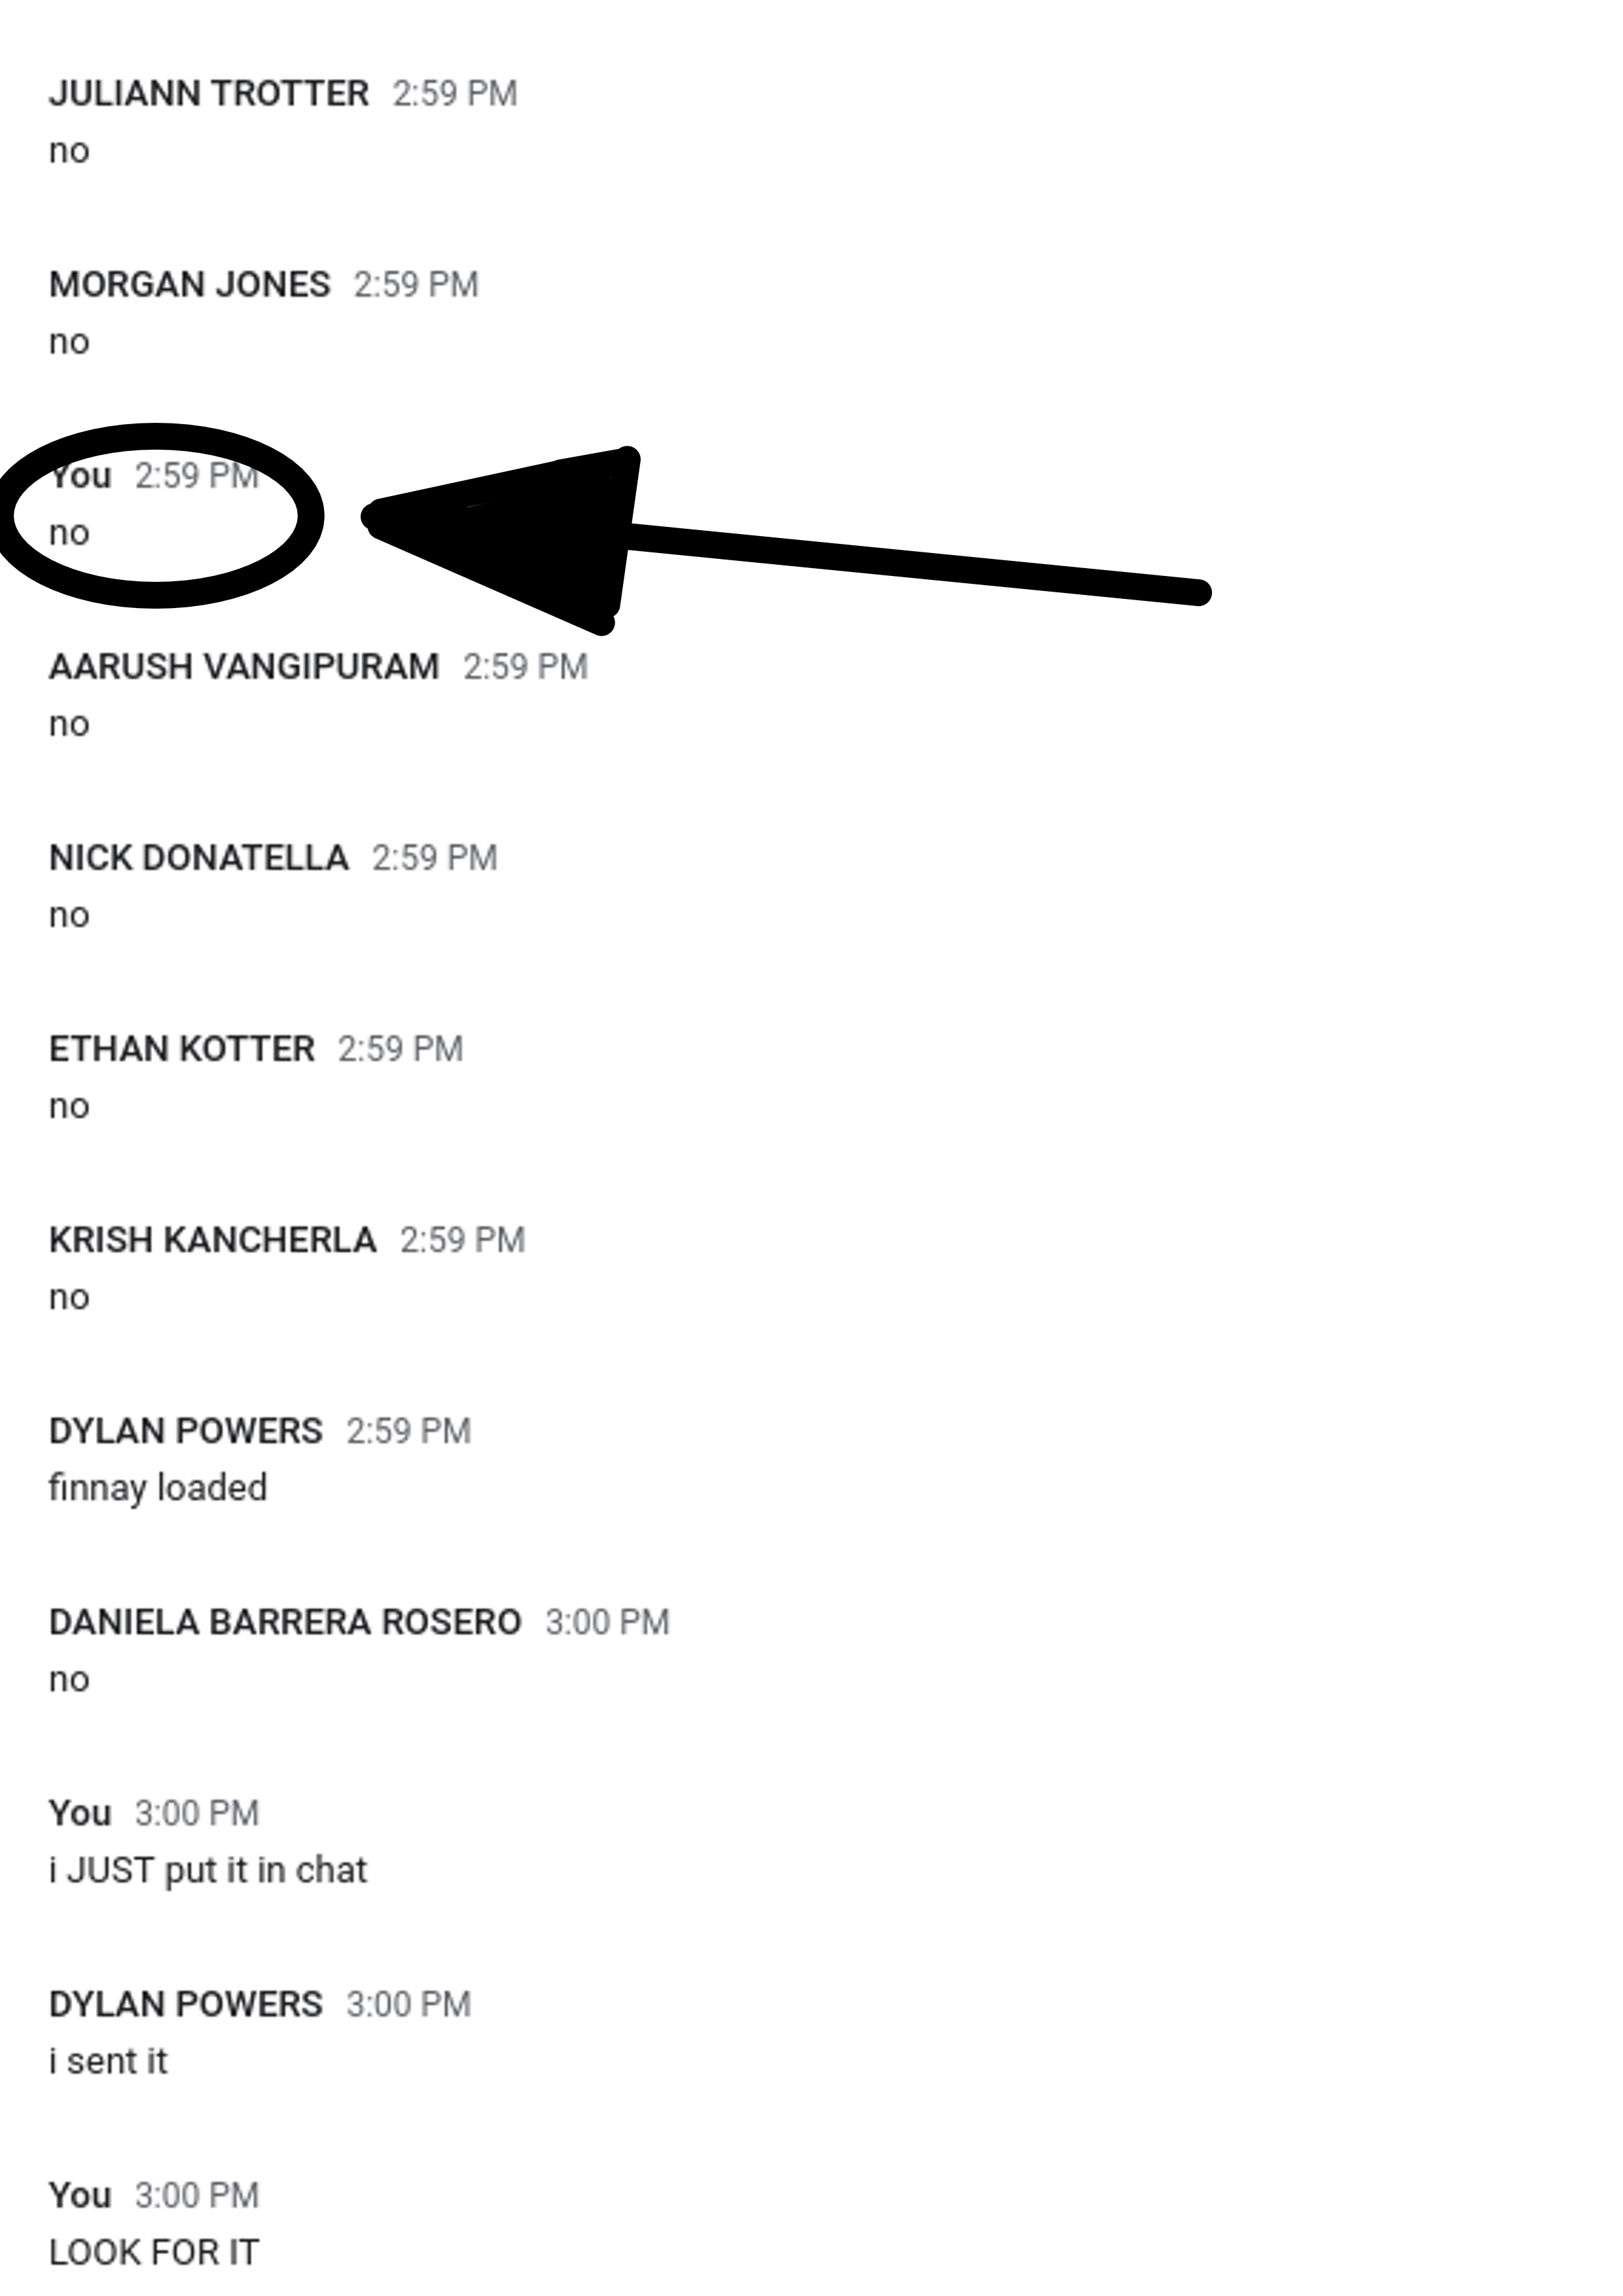 JULIANN TROTTER 2:59 PM
no
MORGAN JONES 2:59 PM
no
You 2:59 PM
no
AARUSH VANGIPURAM 2:59 PM
no
NICK DONATELLA 2:59 PM
no
ETHAN KOTTER 2:59 PM
no
KRISH KANCHERLA 2:59 PM
no
DYLAN POWERS 2:59 PM
finnay loaded
DANIELA BARRERA ROSERO 3:00 PM
no
You 3:00 PM
i JUST put it in chat
DYLAN POWERS 3:00 PM
i sent it
You 3:00 PM
LOOK FOR IT